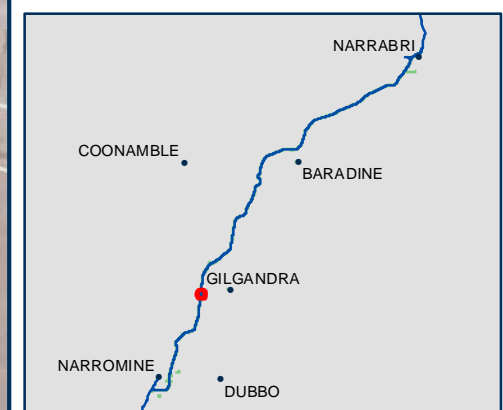 NARRABRI
COONAMBLE
BARADINE
GILGANDRA
NARROMINE
DUBBO